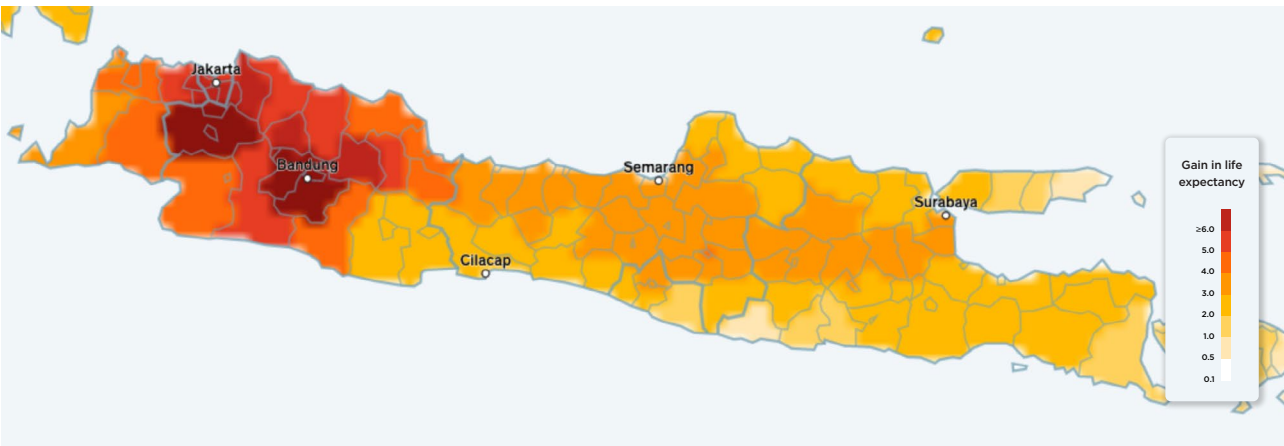 Jakarta
Bandung
Semarang
Surabaya
Cilacap
Gain in life
expectancy
≥6.0
5.0
4.0
3.0
2.0
1.0
0.5
0.1